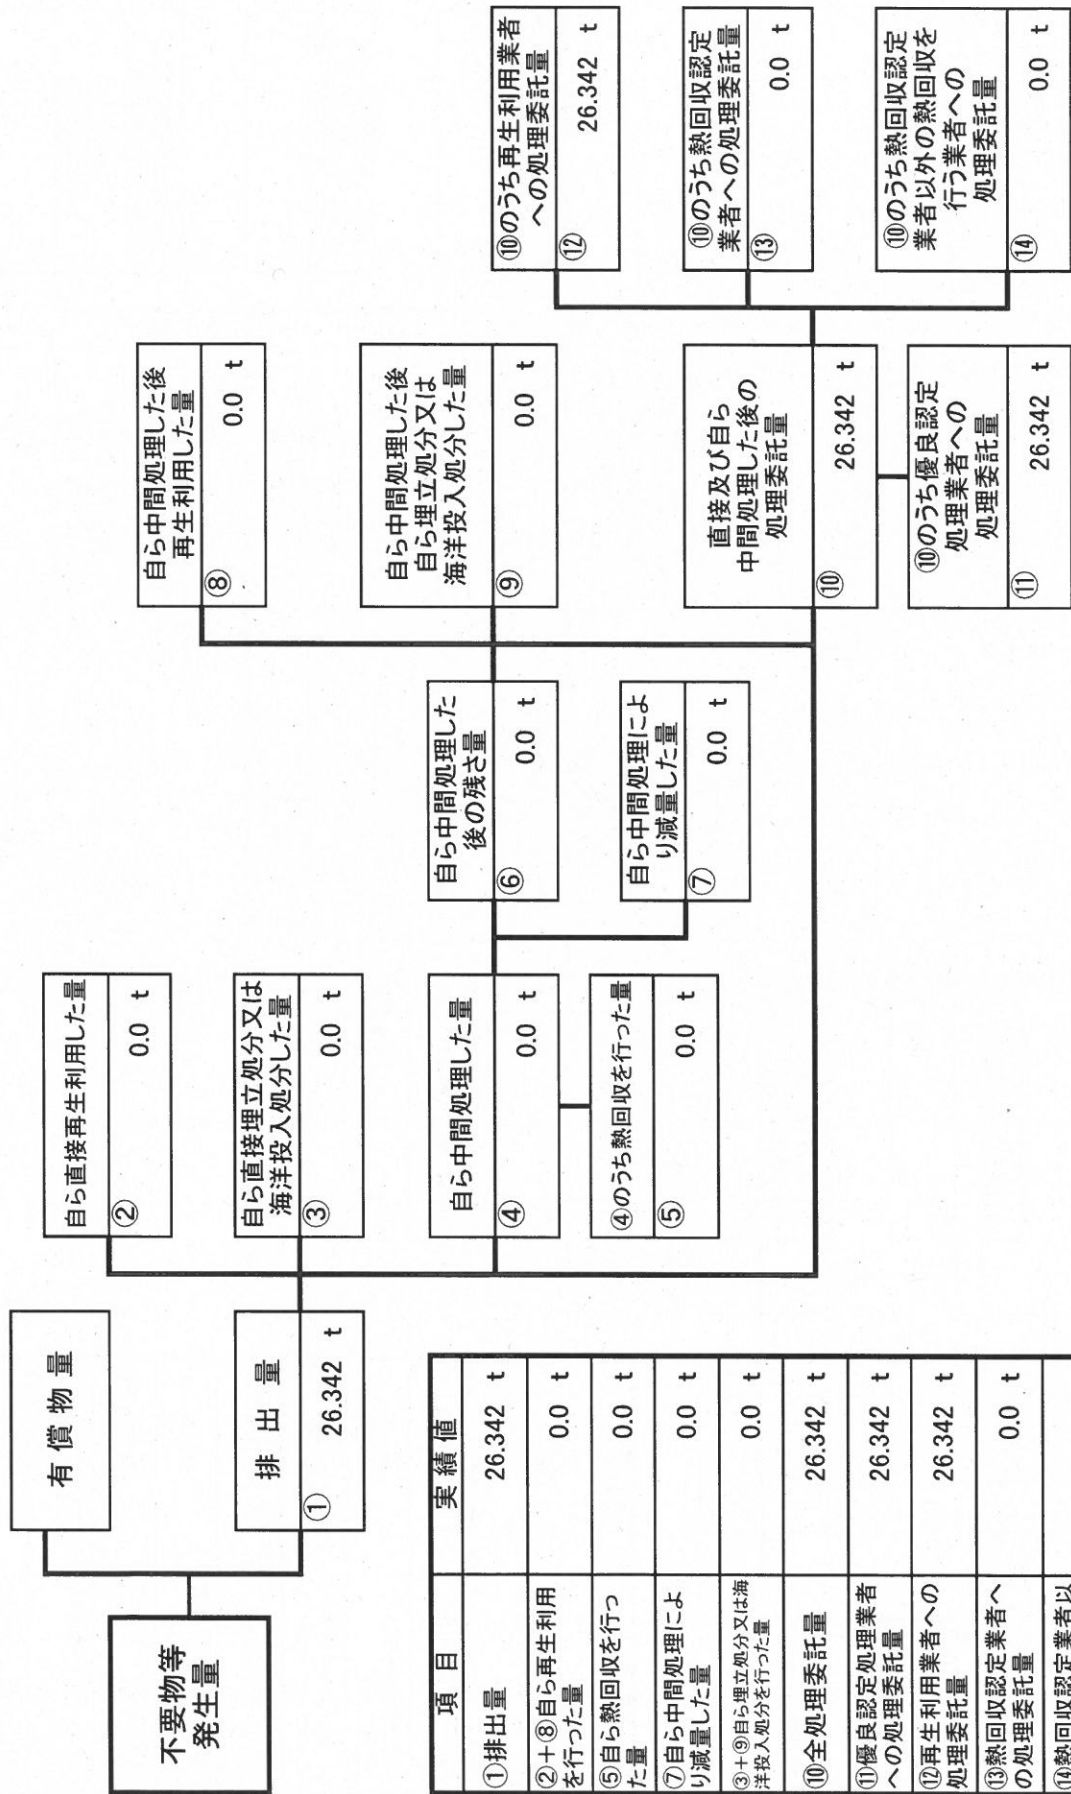 不要物等
発生量
有償物量
排出量
① 26.342 t
自ら直接再生利用した量
② 0.0 t
自ら直接埋立処分又は
海洋投入処分した量
③ 0.0 t
自ら中間処理した量
④ 0.0 t
④のうち熱回収を行った量
⑤ 0.0 t
自ら中間処理した
後の残さ量
⑥ 0.0 t
自ら中間処理によ
り減量した量
⑦ 0.0 t
自ら中間処理した後
再生利用した量
⑧ 0.0 t
自ら中間処理した後
自ら埋立処分又は
海洋投入処分した量
⑨ 0.0 t
直接及び自ら
中間処理した後の
処理委託量
⑩ 26.342 t
⑩のうち優良認定
処理業者への
処理委託量
⑪ 26.342 t
⑩のうち再生利用業者
への処理委託量
⑫ 26.342 t
⑩のうち熱回収認定
業者への処理委託量
⑬ 0.0 t
⑩のうち熱回収認定
業者以外の熱回収を
行う業者への
処理委託量
⑭ 0.0 t
項目 実績値
①排出量 26.342 t
②+⑧自ら再生利用
を行った量 0.0 t
⑤自ら熱回収を行っ
た量 0.0 t
⑦自ら中間処理によ
り減量した量 0.0 t
③+⑨自ら埋立処分又は海
洋投入処分を行った量 0.0 t
⑩全処理委託量 26.342 t
⑪優良認定処理業者
への処理委託量 26.342 t
⑫再生利用業者への
処理委託量 26.342 t
⑬熱回収認定業者へ
の処理委託量 0.0 t
⑭熱回収認定業者以